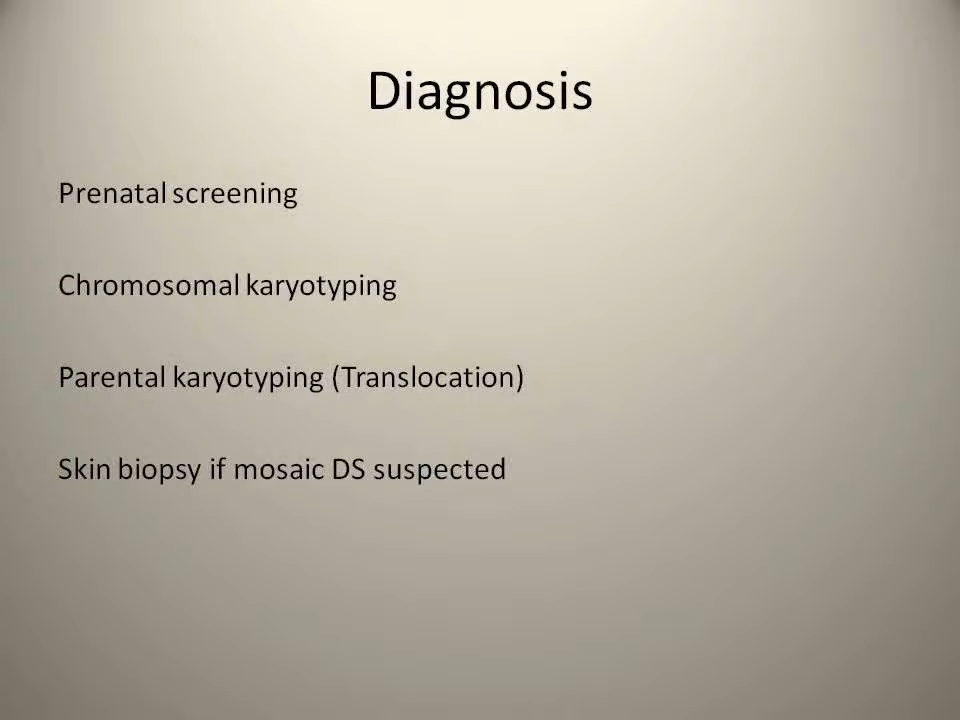 Diagnosis
Prenatal screening
Chromosomal karyotyping
Parental karyotyping (Translocation)
Skin biopsy if mosaic DS suspected